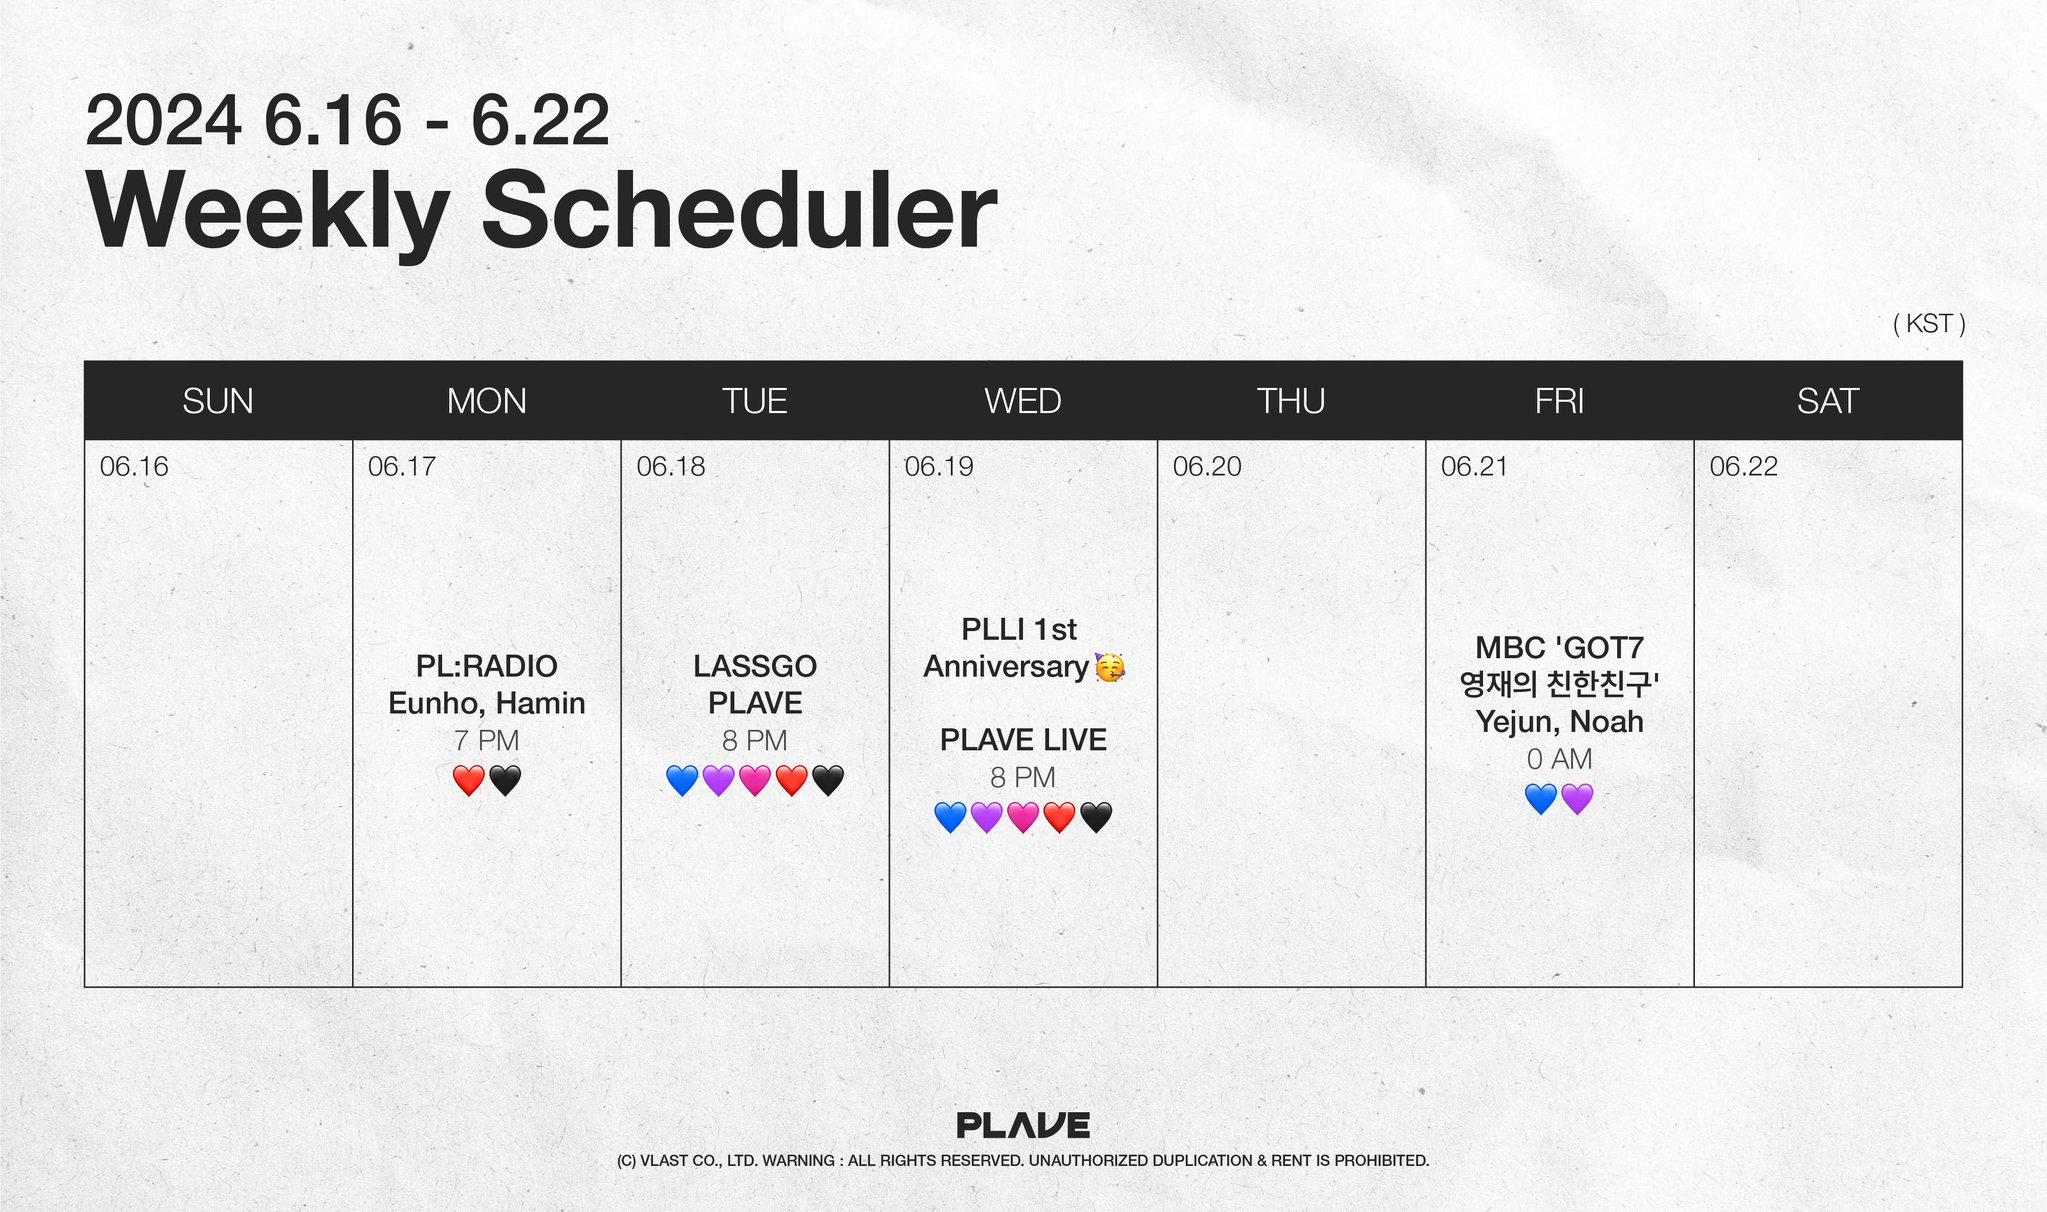 2024 6.16 - 6.22
Weekly Scheduler
( KST )
SUN MON TUE WED THU FRI SAT
06.16 06.17 06.18 06.19 06.20 06.21 06.22
PL:RADIO
Eunho, Hamin
7 PM
❤️🖤
LASSGO
PLAVE
8 PM
💙💜🩷❤️🖤
PLLI 1st
Anniversary🥳
PLAVE LIVE
8 PM
💙💜🩷❤️🖤
MBC 'GOT7
영재의 친한친구'
Yejun, Noah
0 AM
💙💜
PLAVE
(C) VLAST CO., LTD. WARNING : ALL RIGHTS RESERVED. UNAUTHORIZED DUPLICATION & RENT IS PROHIBITED.